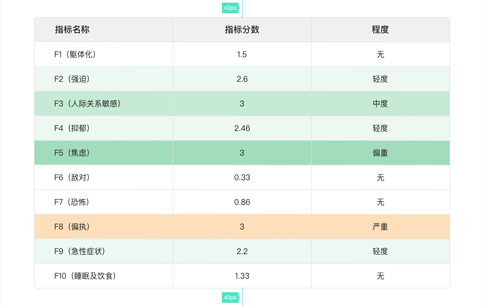 40px
指标名称 指标分数 程度
F1（躯体化） 1.5 无
F2（强迫） 2.6 轻度
F3（人际关系敏感） 3 中度
F4（抑郁） 2.46 轻度
F5（焦虑） 3 偏重
F6（敌对） 0.33 无
F7（恐怖） 0.86 无
F8（偏执） 3 严重
F9（急性症状） 2.2 轻度
F10（睡眠及饮食） 1.33 无
40px